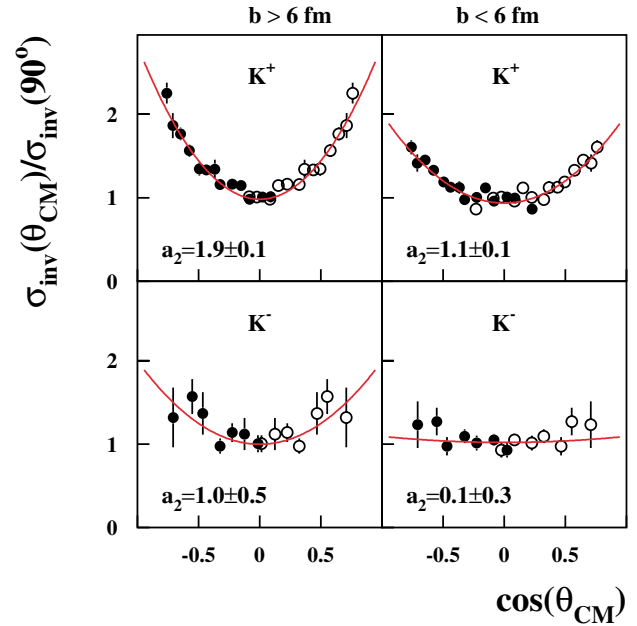 b > 6 fm
b < 6 fm
σinv(θCM)/σinv(90°)
K+
K+
2
1
0
a2=1.9±0.1
a2=1.1±0.1
K-
K-
2
1
0
a2=1.0±0.5
a2=0.1±0.3
-0.5 0 0.5
-0.5 0 0.5
cos(θCM)